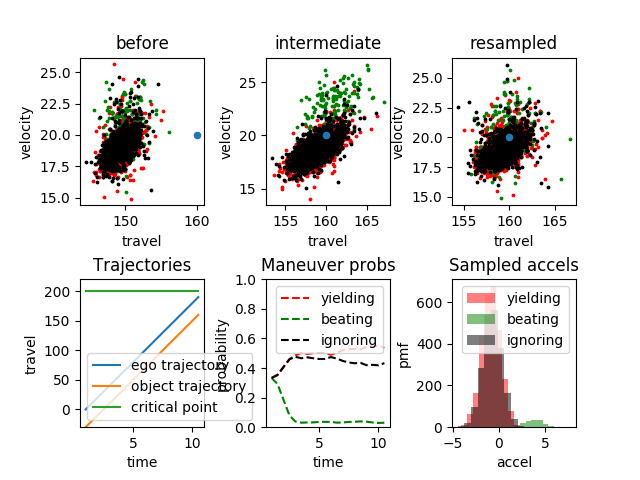 before
intermediate
resampled
25.0
22.5
20.0
17.5
15.0
velocity
150
160
travel
25
20
15
velocity
155
160
165
travel
25.0
22.5
20.0
17.5
15.0
velocity
155
160
165
travel
Trajectories
Maneuver probs
Sampled accels
200
150
100
50
0
travel
ego trajectory
object trajectory
critical point
5
10
time
1.0
0.8
0.6
0.4
0.2
0.0
probability
yielding
beating
ignoring
5
10
time
600
400
200
0
pmf
yielding
beating
ignoring
−5
0
5
accel